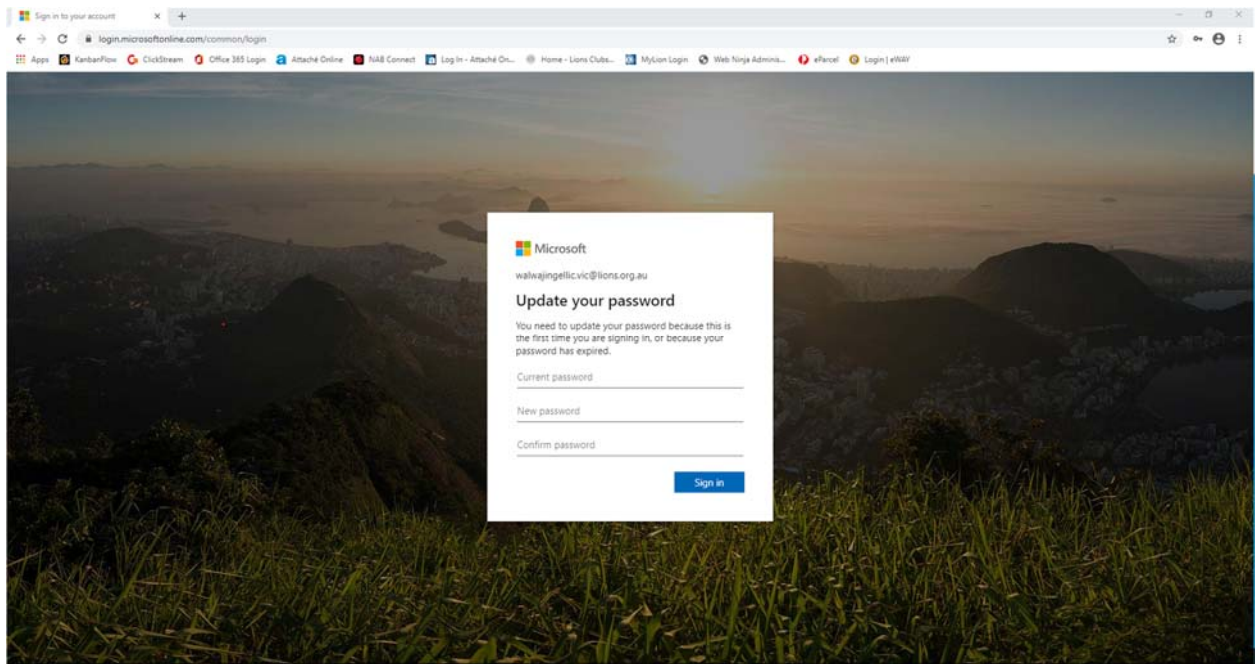 Sign in to your account
login.microsoftonline.com/common/login
Apps KanbanFlow ClickStream Office 365 Login Attaché Online NAB Connect Log In - Attaché On... Home - Lions Clubs... MyLion Login Web Ninja Adminis... eParcel Login | eWAY
Microsoft
walwajingellic.vic@lions.org.au
Update your password
You need to update your password because this is
the first time you are signing in, or because your
password has expired.
Current password
New password
Confirm password
Sign in